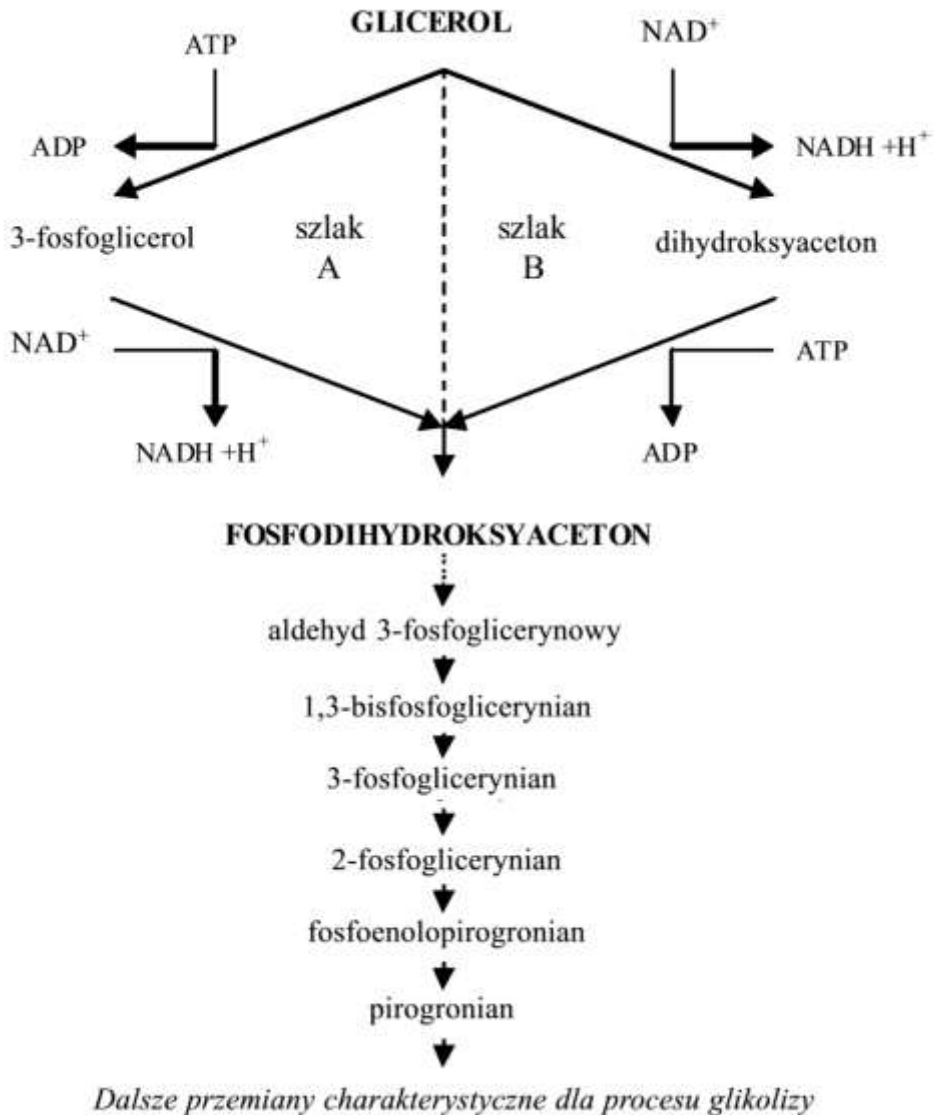 GLICEROL
ATP
NAD+
ADP
NADH +H+
3-fosfoglicerol
szlak
A
szlak
B
dihydroksyaceton
NAD+
ATP
NADH +H+
ADP
FOSFODIHYDROKSYACETON
aldehyd 3-fosfoglicerynowy
1,3-bisfosfoglicerynian
3-fosfoglicerynian
2-fosfoglicerynian
fosfoenolopirogronian
pirogronian
Dalsze przemiany charakterystyczne dla procesu glikolizy